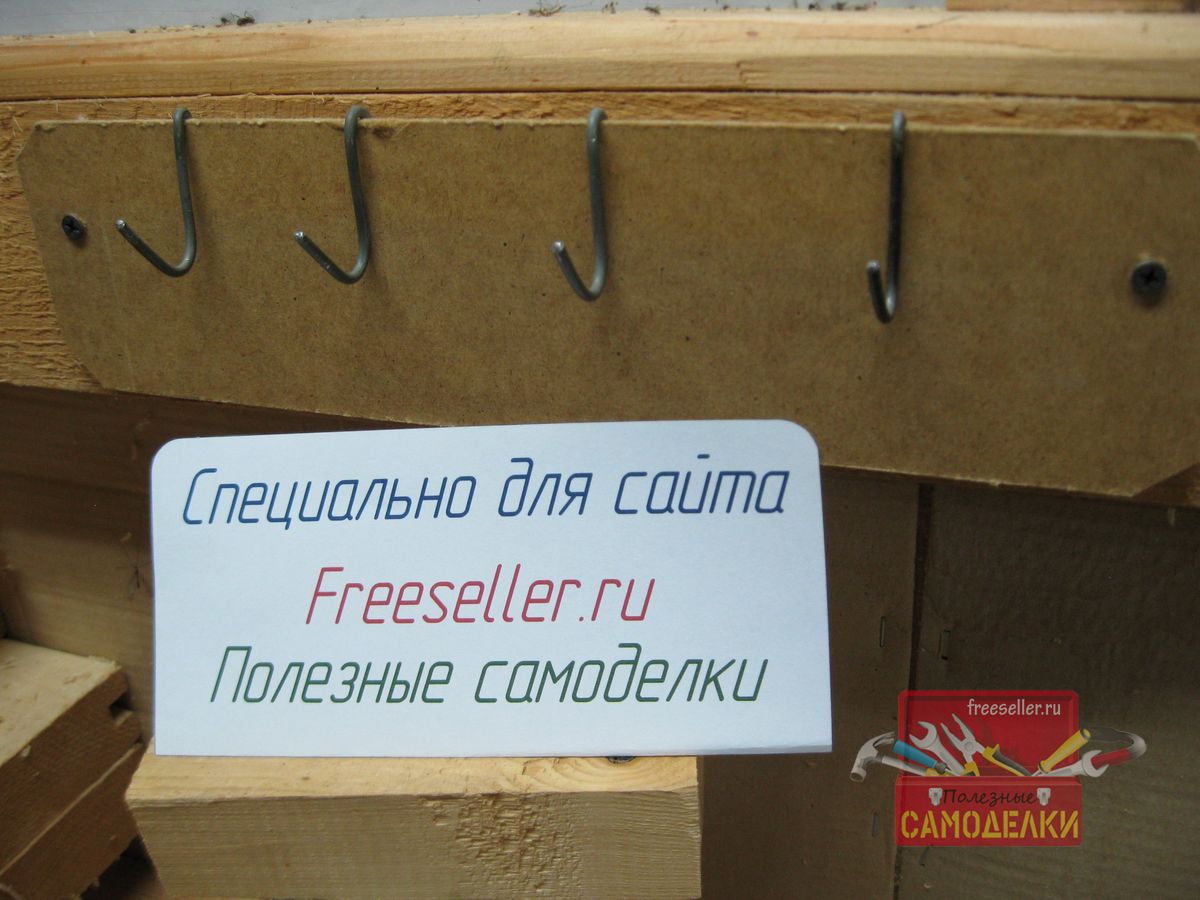 Специально для сайта
Freeseller.ru
Полезные самоделки
freeseller.ru
Полезные
САМОДЕЛКИ